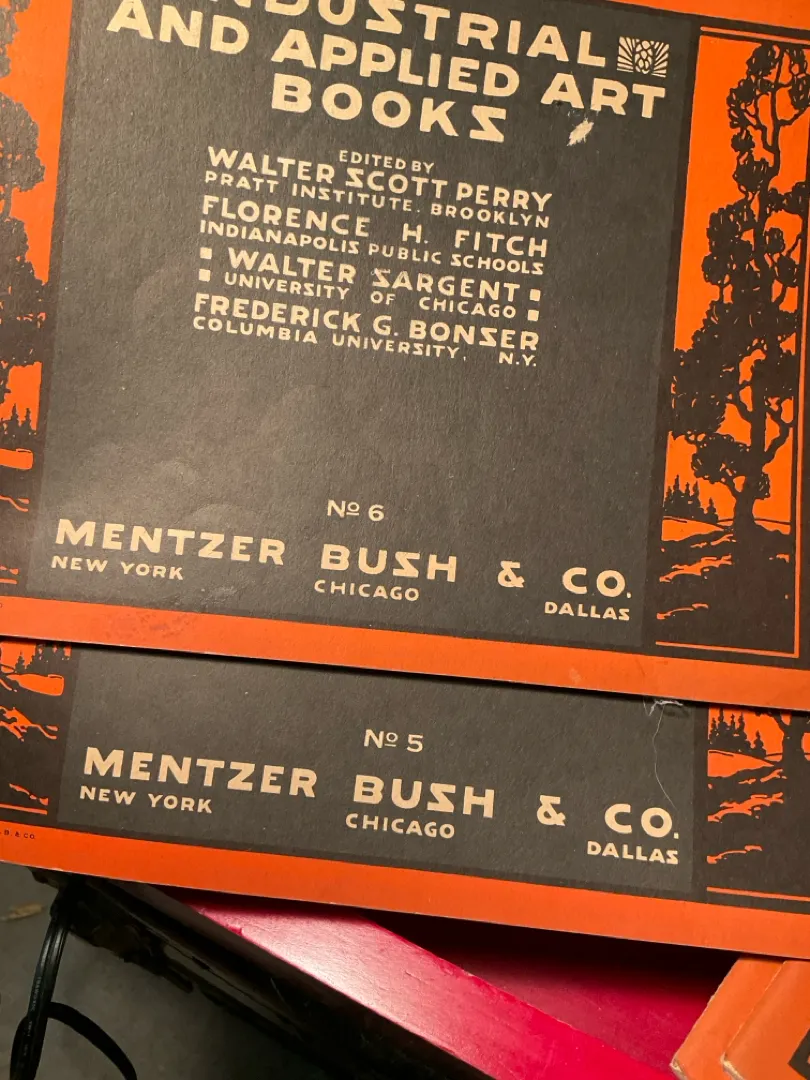 INDUSTRIAL
AND APPLIED ART
BOOKS
EDITED BY
WALTER SCOTT PERRY
PRATT INSTITUTE. BROOKLYN
FLORENCE H. FITCH
INDIANAPOLIS PUBLIC SCHOOLS
: WALTER SARGENT :
UNIVERSITY OF CHICAGO
FREDERICK G. BONSER
COLUMBIA UNIVERSITY, N.Y.
Nº 6
MENTZER BUSH & CO.
NEW YORK CHICAGO DALLAS
Nº 5
MENTZER BUSH & CO.
NEW YORK CHICAGO DALLAS
B. & CO.